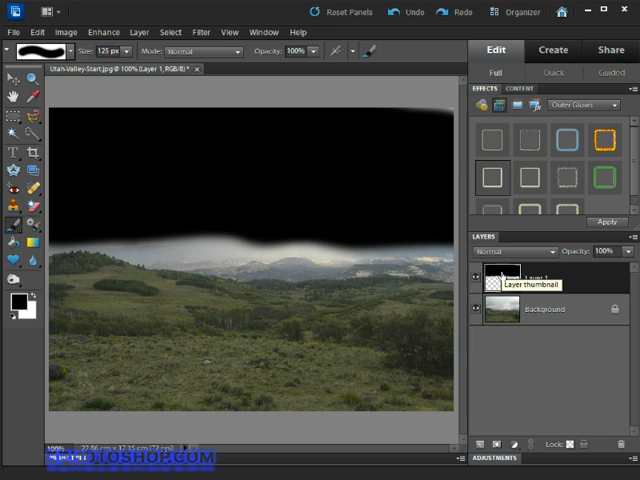 Reset Panels Undo Redo Organizer
File Edit Image Enhance Layer Select Filter View Window Help
Size: 125 px Mode: Normal Opacity: 100%
Edit Create Share
Full Quick Guided
Utah-Valley-Start.jpg @ 100% (Layer 1, RGB/8) * ×
EFFECTS CONTENT
Outer Glows
Apply
LAYERS
Normal Opacity: 100%
Layer 1
Layer thumbnail
Background
Lock:
100%
ADJUSTMENTS